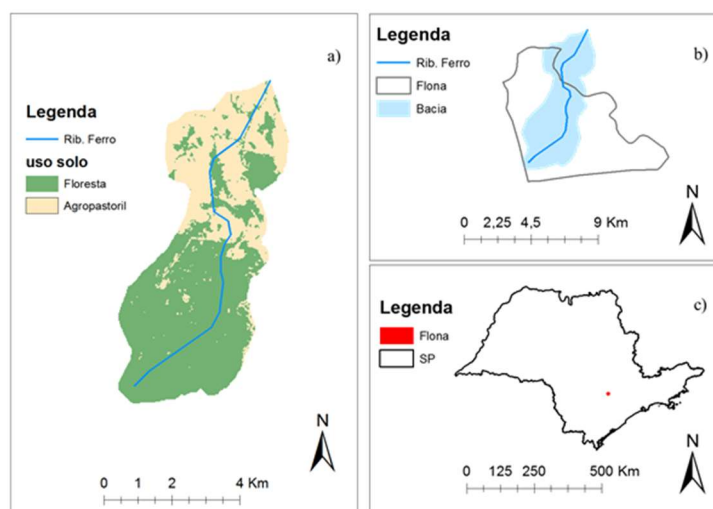 a)
Legenda
Rib. Ferro
uso solo
Floresta
Agropastoril
N
0 1 2 4 Km
b)
Legenda
Rib. Ferro
Flona
Bacia
N
0 2,25 4,5 9 Km
c)
Legenda
Flona
SP
N
0 125 250 500 Km